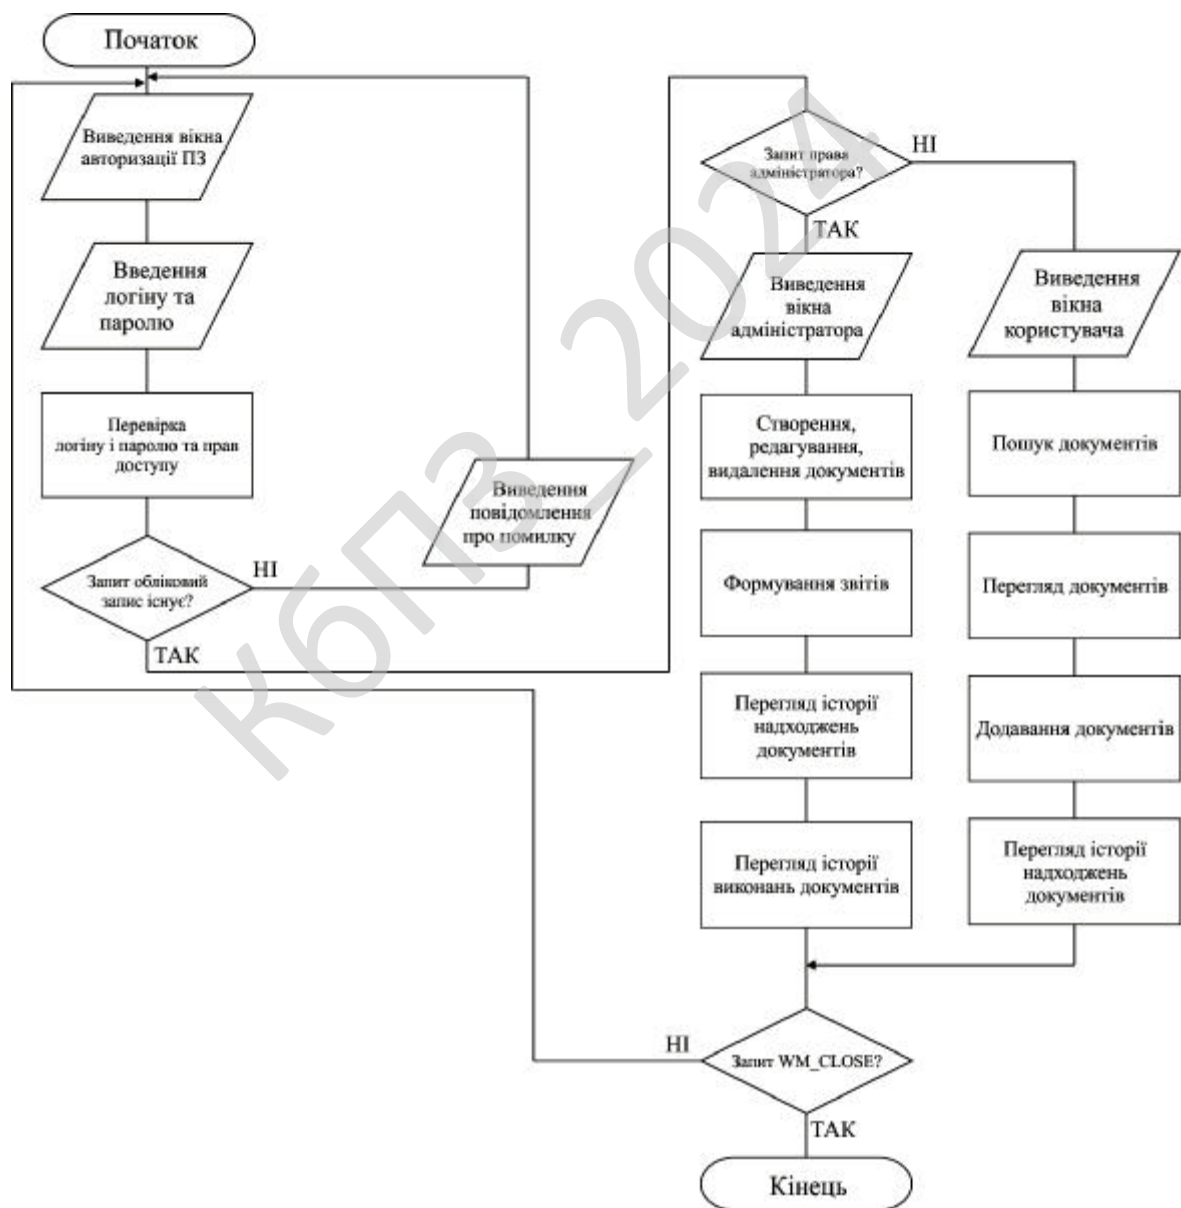 Початок
Виведення вікна
авторизації ПЗ
Введення
логіну та
паролю
Перевірка
логіну і паролю та прав
доступу
Запит обліковий
запис існує?
НІ
ТАК
Виведення
повідомлення
про помилку
Запит права
адміністратора?
НІ
ТАК
Виведення
вікна
адміністратора
Створення,
редагування,
видалення документів
Формування звітів
Перегляд історії
надходжень
документів
Перегляд історії
виконань документів
Виведення
вікна
користувача
Пошук документів
Перегляд документів
Додавання документів
Перегляд історії
надходжень
документів
Запит WM_CLOSE?
НІ
ТАК
Кінець
КбПЗ_2024